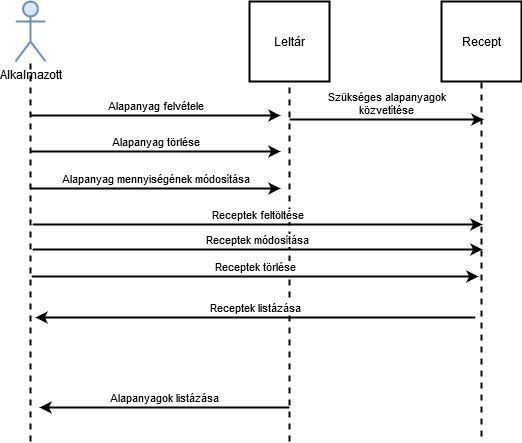 Alkalmazott
Leltár
Recept
Alapanyag felvétele
Szükséges alapanyagok
közvetítése
Alapanyag törlése
Alapanyag mennyiségének módosítása
Receptek feltöltése
Receptek módosítása
Receptek törlése
Receptek listázása
Alapanyagok listázása